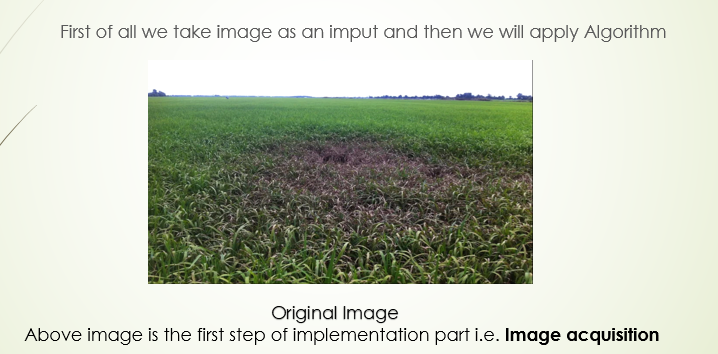 First of all we take image as an imput and then we will apply Algorithm
Original Image
Above image is the first step of implementation part i.e. Image acquisition